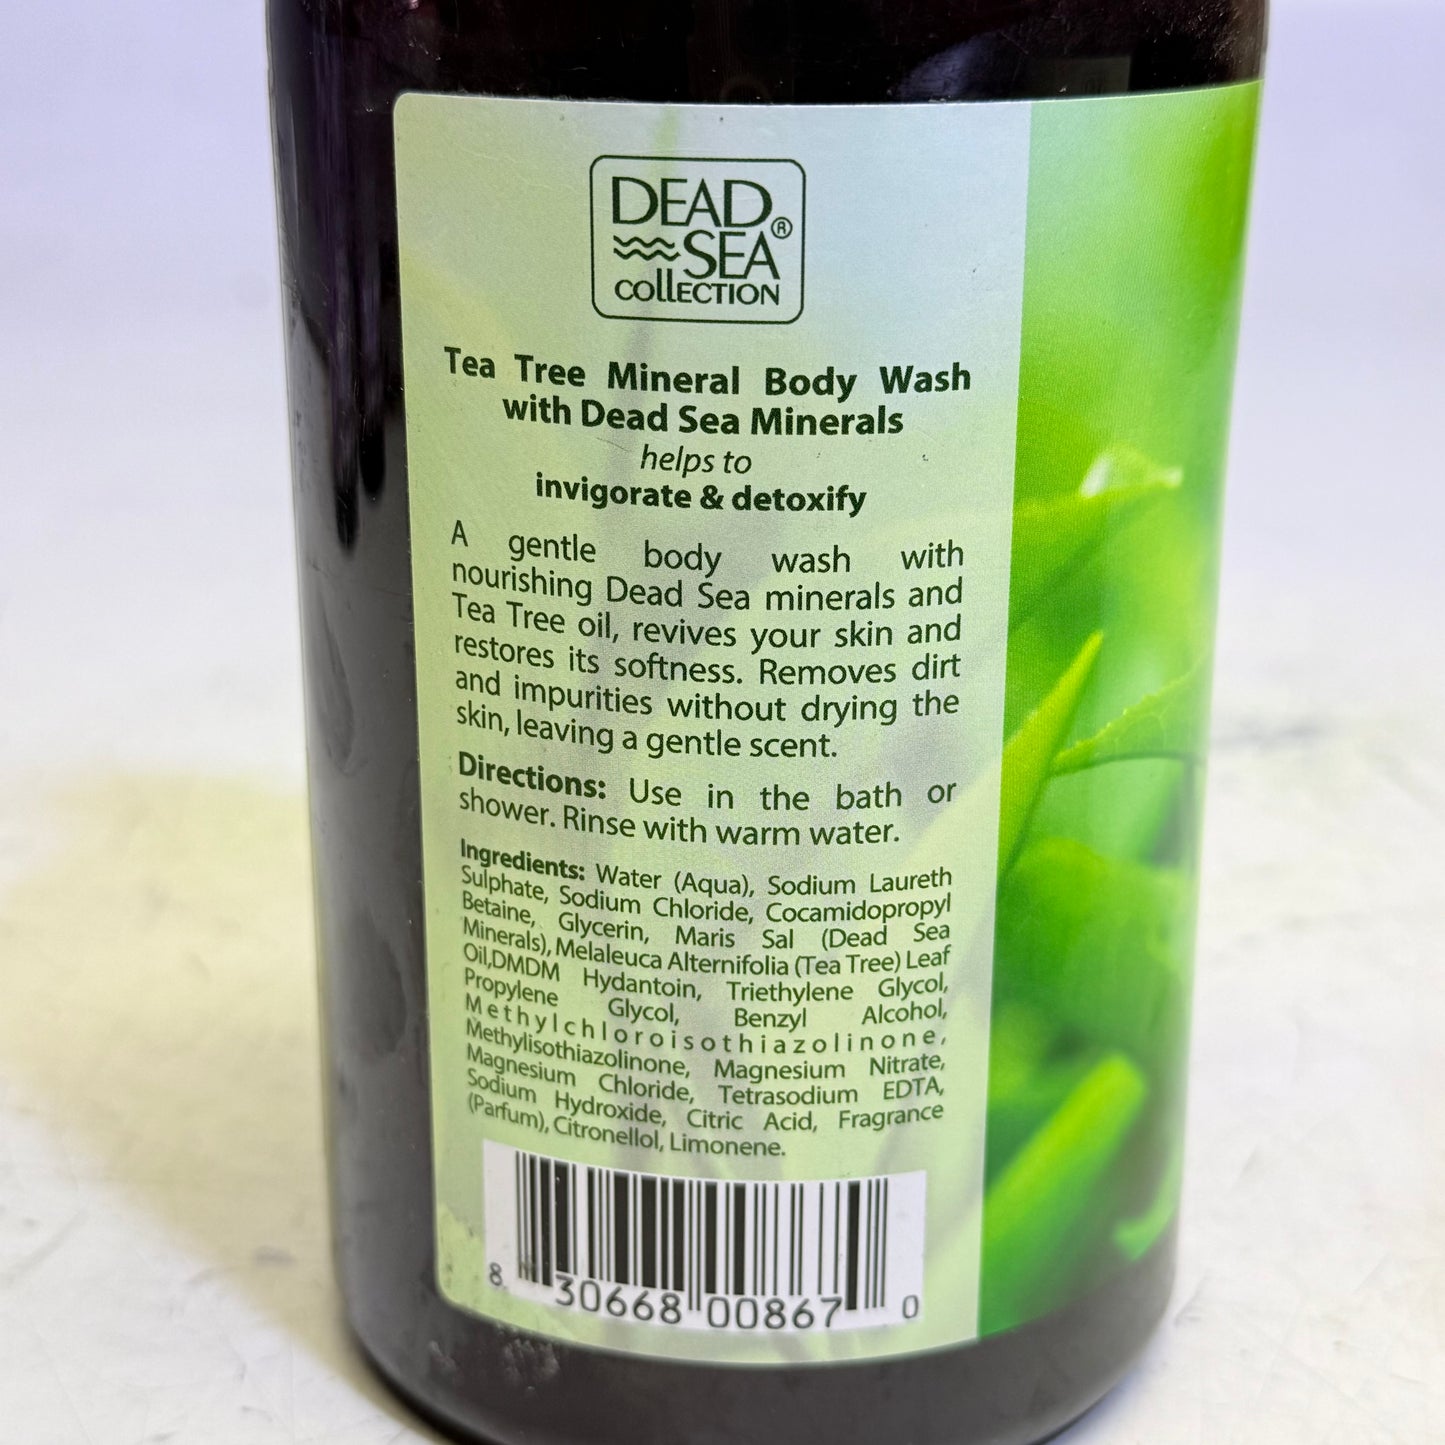 DEAD
SEA®
COLLECTION
Tea Tree Mineral Body Wash
with Dead Sea Minerals
helps to
invigorate & detoxify
A gentle body wash with
nourishing Dead Sea minerals and
Tea Tree oil, revives your skin and
restores its softness. Removes dirt
and impurities without drying the
skin, leaving a gentle scent.
Directions: Use in the bath or
shower. Rinse with warm water.
Ingredients: Water (Aqua), Sodium Laureth
Sulphate, Sodium Chloride, Cocamidopropyl
Betaine, Glycerin, Maris Sal (Dead Sea
Minerals), Melaleuca Alternifolia (Tea Tree) Leaf
Oil,DMDM Hydantoin, Triethylene Glycol,
Propylene Glycol, Benzyl Alcohol,
Methylchloroisothiazolinone,
Methylisothiazolinone, Magnesium Nitrate,
Magnesium Chloride, Tetrasodium EDTA,
Sodium Hydroxide, Citric Acid, Fragrance
(Parfum), Citronellol, Limonene.
8 30668 00867 0